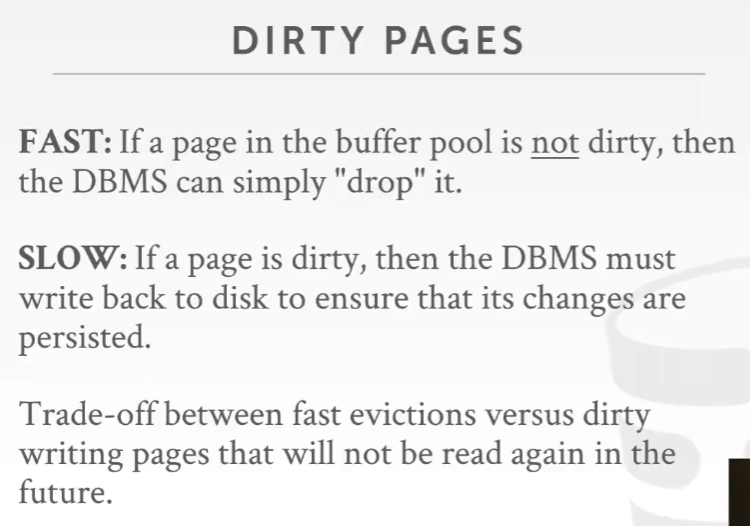 DIRTY PAGES
FAST: If a page in the buffer pool is not dirty, then
the DBMS can simply "drop" it.
SLOW: If a page is dirty, then the DBMS must
write back to disk to ensure that its changes are
persisted.
Trade-off between fast evictions versus dirty
writing pages that will not be read again in the
future.